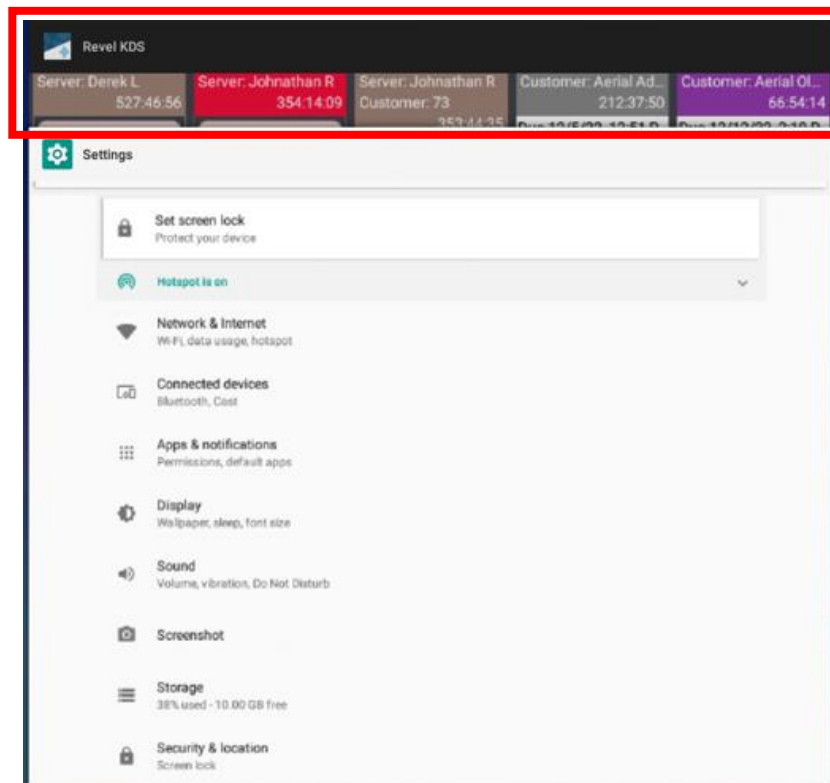 Revel KDS
Server: Derek L
527:46:56
Server: Johnathan R
354:14:09
Server: Johnathan R
Customer: 73
353:44:35
Customer: Aerial Ad...
212:37:50
Customer: Aerial Ol...
66:54:14
Settings
Set screen lock
Protect your device
Hotspot is on
Network & Internet
Wi-Fi, data usage, hotspot
Connected devices
Bluetooth, Cast
Apps & notifications
Permissions, default apps
Display
Wallpaper, sleep, font size
Sound
Volume, vibration, Do Not Disturb
Screenshot
Storage
38% used - 10.00 GB free
Security & location
Screen lock